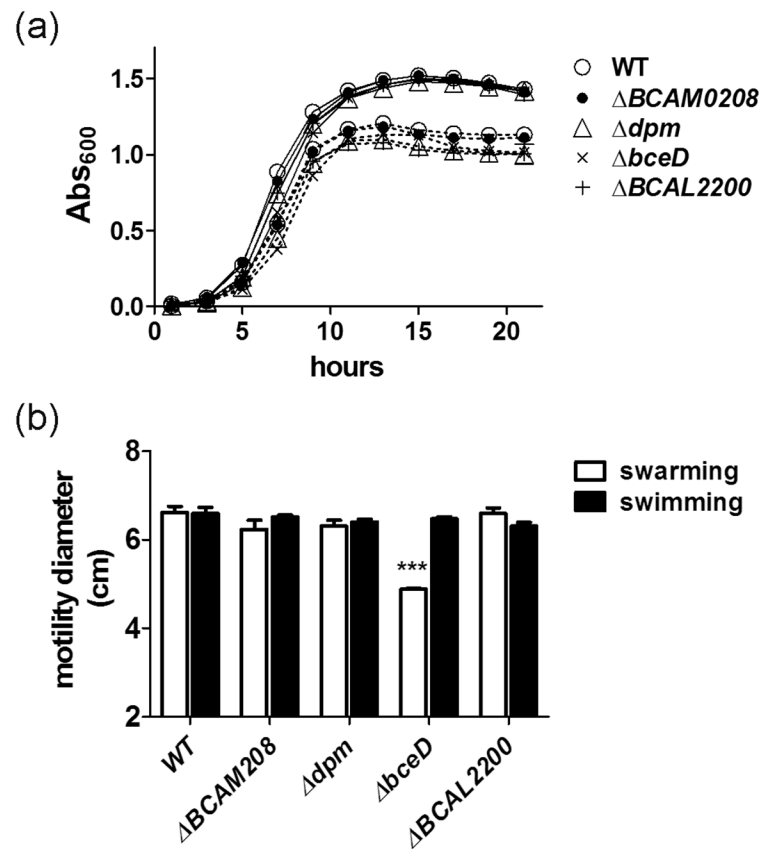 (a)
1.5
1.0
0.5
0.0
Abs600
0 5 10 15 20
hours
WT
ΔBCAM0208
Δdpm
ΔbceD
ΔBCAL2200
(b)
8
6
4
2
motility diameter
(cm)
***
WT
ΔBCAM208
Δdpm
ΔbceD
ΔBCAL2200
swarming
swimming